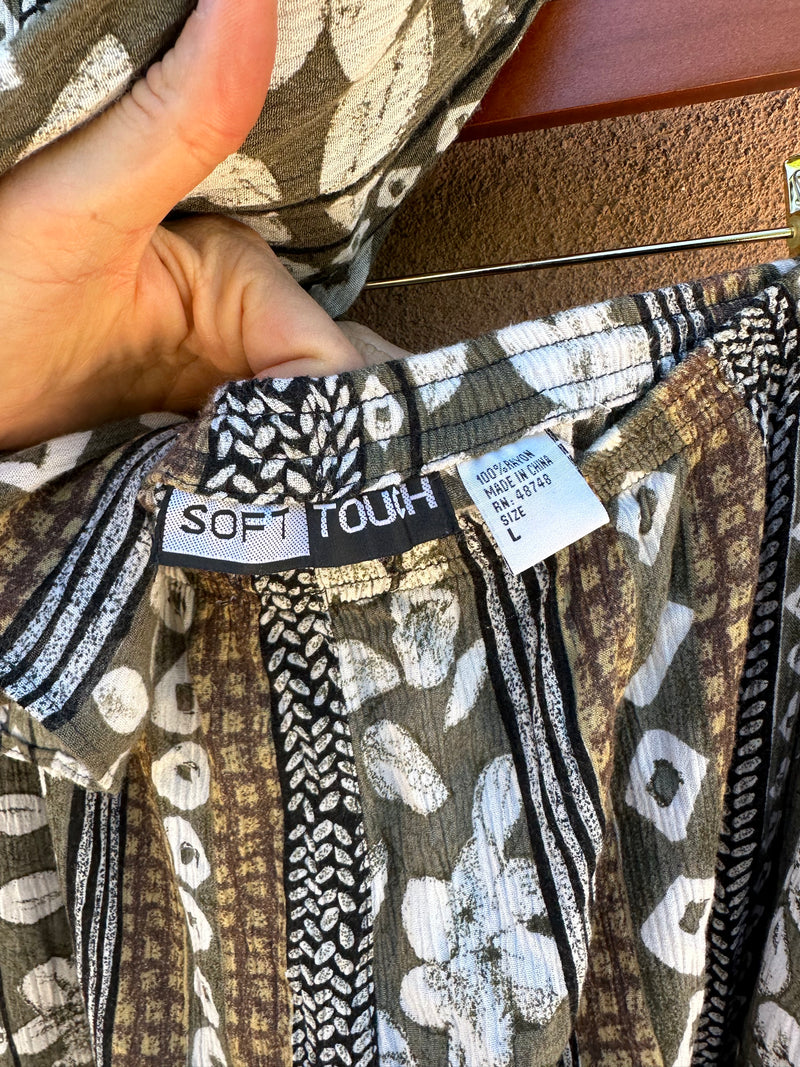 SOFT TOUCH
100% RAYON
MADE IN CHINA
RN: 48748
SIZE
L